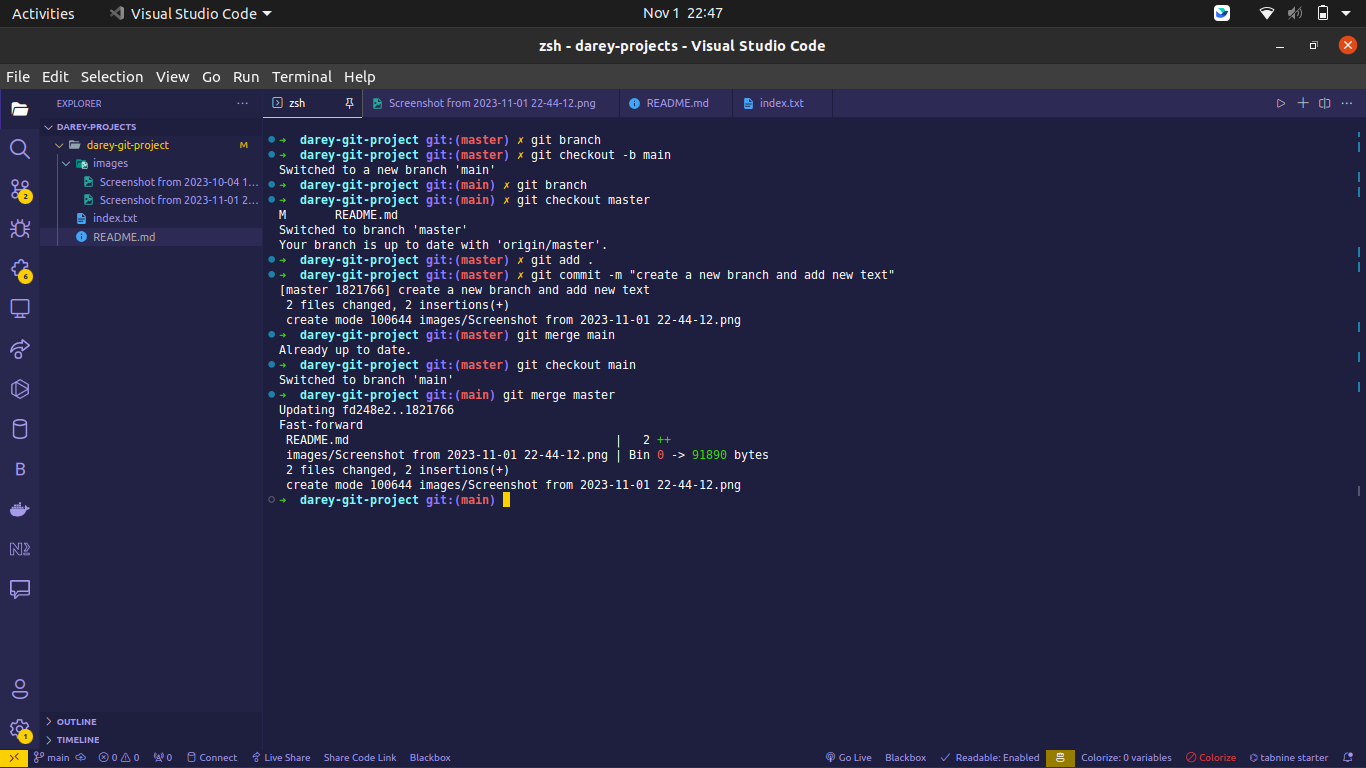 Activities Visual Studio Code Nov 1 22:47
zsh - darey-projects - Visual Studio Code
File Edit Selection View Go Run Terminal Help
EXPLORER
zsh Screenshot from 2023-11-01 22-44-12.png README.md index.txt
DAREY-PROJECTS
darey-git-project M
images
Screenshot from 2023-10-04 1...
Screenshot from 2023-11-01 2...
index.txt
README.md
2
6
B
N2
1
➜ darey-git-project git:(master) ✗ git branch
➜ darey-git-project git:(master) ✗ git checkout -b main
Switched to a new branch 'main'
➜ darey-git-project git:(main) ✗ git branch
➜ darey-git-project git:(main) ✗ git checkout master
M README.md
Switched to branch 'master'
Your branch is up to date with 'origin/master'.
➜ darey-git-project git:(master) ✗ git add .
➜ darey-git-project git:(master) ✗ git commit -m "create a new branch and add new text"
[master 1821766] create a new branch and add new text
2 files changed, 2 insertions(+)
create mode 100644 images/Screenshot from 2023-11-01 22-44-12.png
➜ darey-git-project git:(master) git merge main
Already up to date.
➜ darey-git-project git:(master) git checkout main
Switched to branch 'main'
➜ darey-git-project git:(main) git merge master
Updating fd248e2..1821766
Fast-forward
README.md | 2 ++
images/Screenshot from 2023-11-01 22-44-12.png | Bin 0 -> 91890 bytes
2 files changed, 2 insertions(+)
create mode 100644 images/Screenshot from 2023-11-01 22-44-12.png
➜ darey-git-project git:(main)
OUTLINE
TIMELINE
main 0 0 0 Connect Live Share Share Code Link Blackbox Go Live Blackbox Readable: Enabled Colorize: 0 variables Colorize tabnine starter